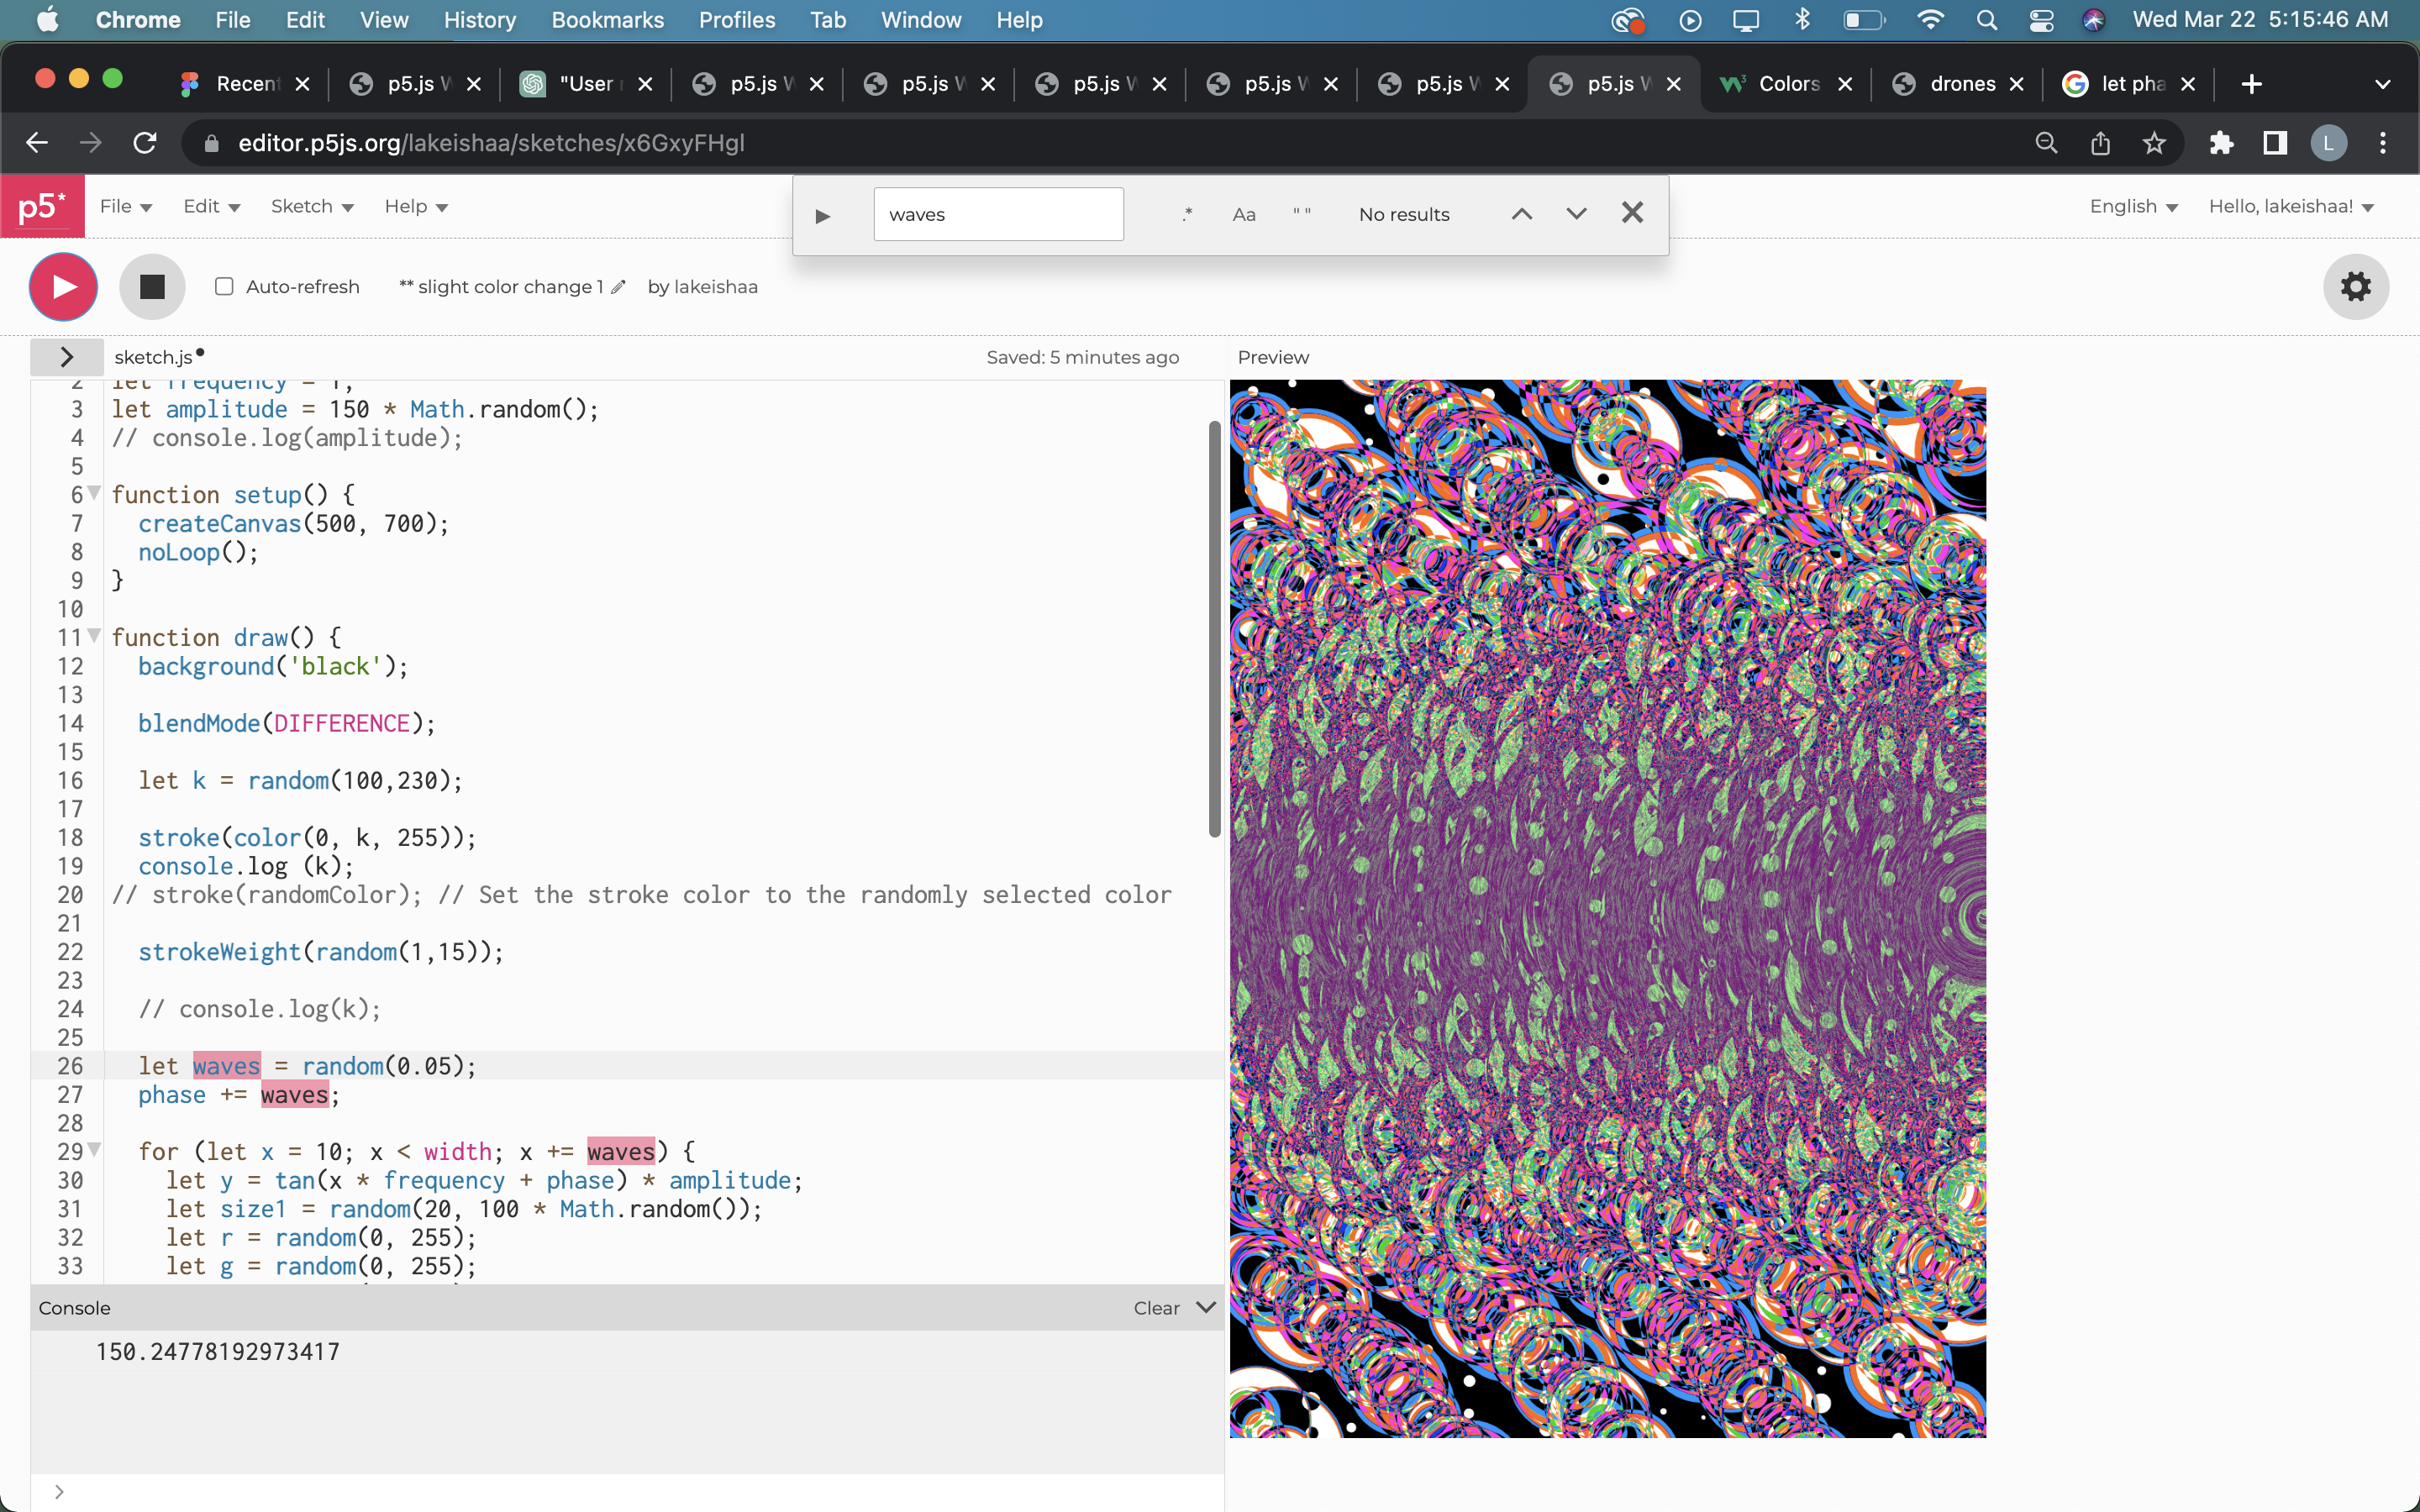 Chrome File Edit View History Bookmarks Profiles Tab Window Help Wed Mar 22 5:15:46 AM
Recent p5.js W "User r p5.js W p5.js W p5.js W p5.js W p5.js W p5.js W Colors drones let pha
editor.p5js.org/lakeishaa/sketches/x6GxyFHgl L
p5* File Edit Sketch Help waves .* Aa " " No results English Hello, lakeishaa!
Auto-refresh ** slight color change 1 by lakeishaa
sketch.js Saved: 5 minutes ago Preview
2 let frequency = 1;
3 let amplitude = 150 * Math.random();
4 // console.log(amplitude);
5
6 function setup() {
7 createCanvas(500, 700);
8 noLoop();
9 }
10
11 function draw() {
12 background('black');
13
14 blendMode(DIFFERENCE);
15
16 let k = random(100,230);
17
18 stroke(color(0, k, 255));
19 console.log (k);
20 // stroke(randomColor); // Set the stroke color to the randomly selected color
21
22 strokeWeight(random(1,15));
23
24 // console.log(k);
25
26 let waves = random(0.05);
27 phase += waves;
28
29 for (let x = 10; x < width; x += waves) {
30 let y = tan(x * frequency + phase) * amplitude;
31 let size1 = random(20, 100 * Math.random());
32 let r = random(0, 255);
33 let g = random(0, 255);
Console Clear
150.24778192973417